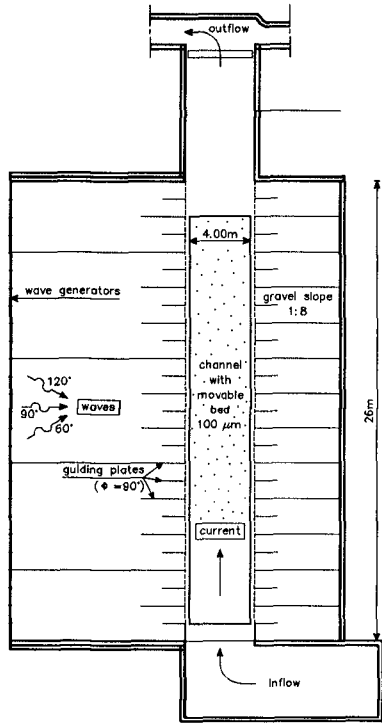 outflow
4.00m
wave generators
gravel slope
1:8
channel
with
movable
bed
100 µm
120°
90°
waves
60°
26m
guiding plates
(Φ =90°)
current
Inflow